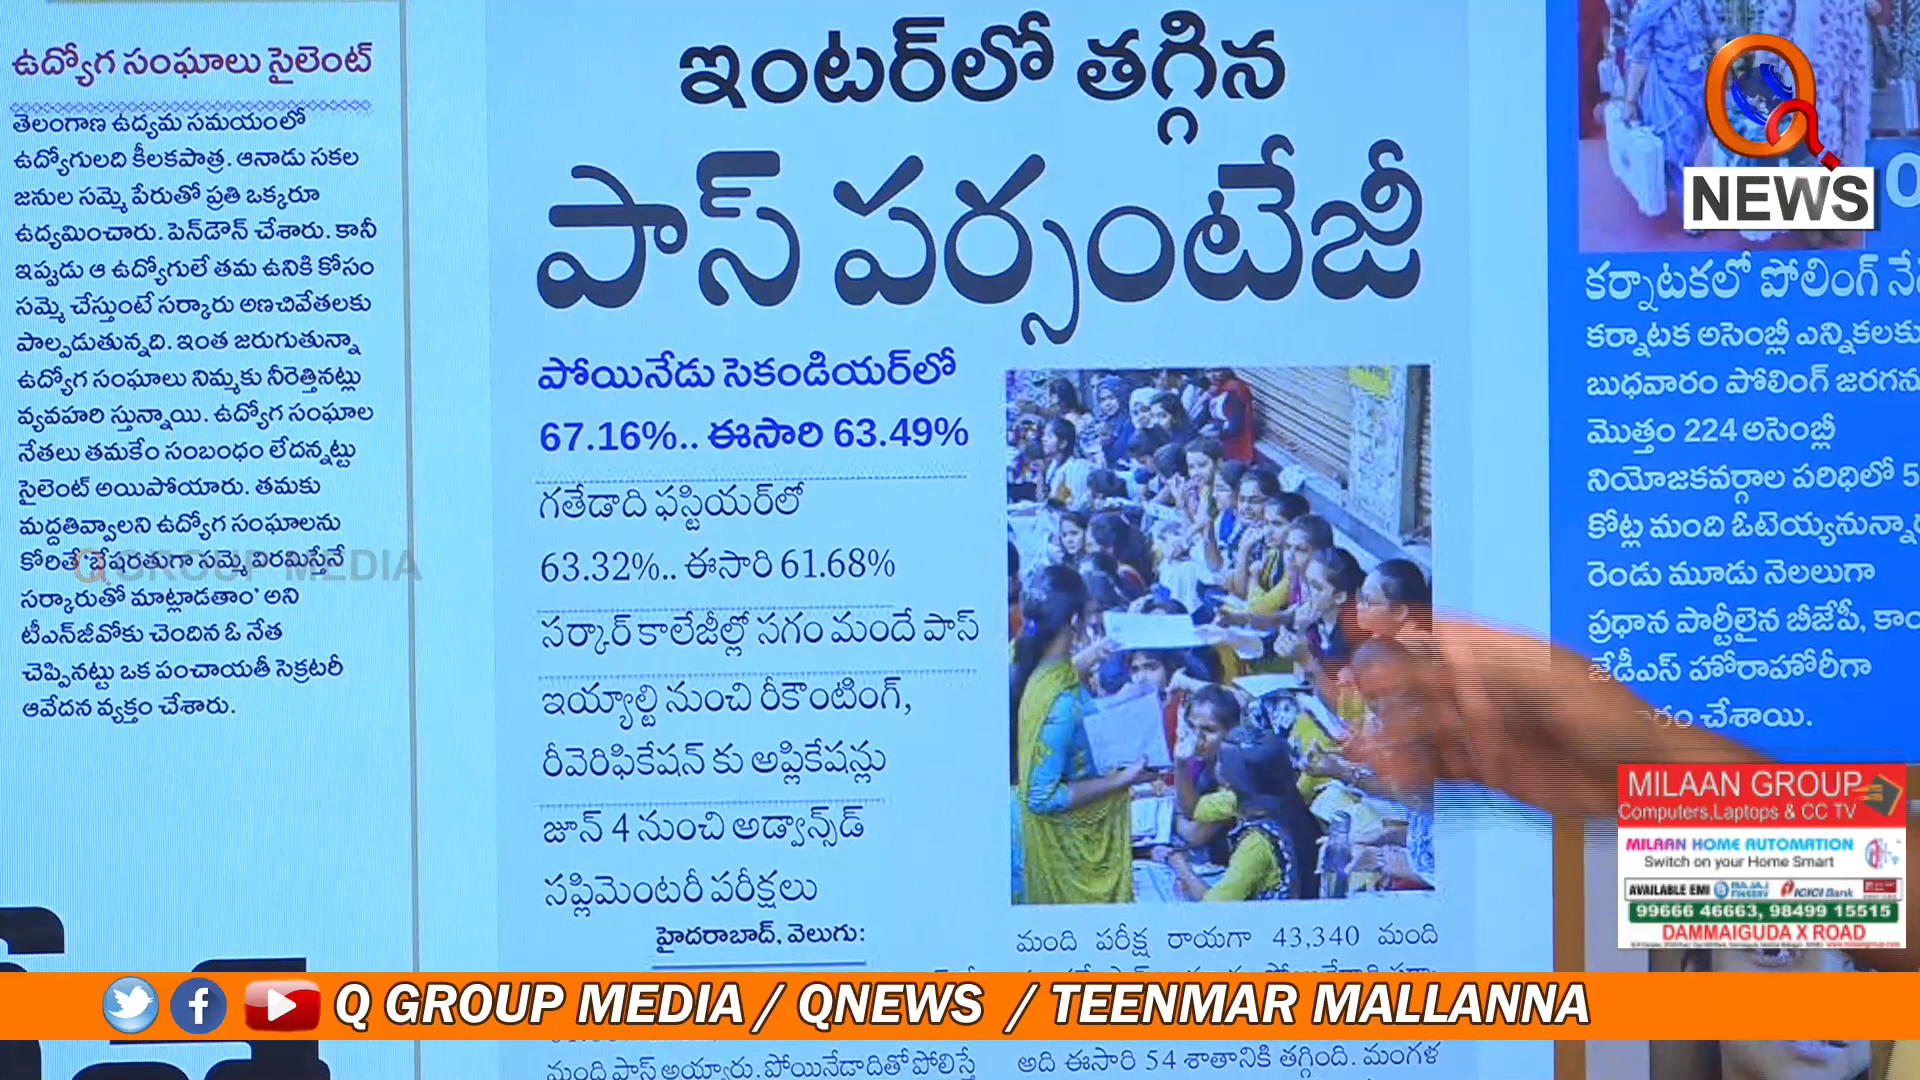 ఉద్యోగ సంఘాలు సైలెంట్
తెలంగాణ ఉద్యమ సమయంలో
ఉద్యోగులది కీలకపాత్ర. ఆనాడు సకల
జనుల సమ్మె పేరుతో ప్రతి ఒక్కరూ
ఉద్యమించారు. పెన్‌డౌన్ చేశారు. కానీ
ఇప్పుడు ఆ ఉద్యోగులే తమ ఉనికి కోసం
సమ్మె చేస్తుంటే సర్కారు అణచివేతలకు
పాల్పడుతున్నది. ఇంత జరుగుతున్నా
ఉద్యోగ సంఘాలు నిమ్మకు నీరెత్తినట్లు
వ్యవహరి స్తున్నాయి. ఉద్యోగ సంఘాల
నేతలు తమకేం సంబంధం లేదన్నట్టు
సైలెంట్ అయిపోయారు. తమకు
మద్దతివ్వాలని ఉద్యోగ సంఘాలను
కోరితే 'బేషరతుగా సమ్మె విరమిస్తేనే
సర్కారుతో మాట్లాడతాం' అని
టీఎన్‌జీవోకు చెందిన ఓ నేత
చెప్పినట్టు ఒక పంచాయతీ సెక్రటరీ
ఆవేదన వ్యక్తం చేశారు.
Q GROUP MEDIA
ఇంటర్‌లో తగ్గిన
పాస్ పర్సంటేజీ
పోయినేడు సెకండియర్‌లో
67.16%.. ఈసారి 63.49%
గతేడాది ఫస్టియర్‌లో
63.32%.. ఈసారి 61.68%
సర్కార్ కాలేజీల్లో సగం మందే పాస్
ఇయ్యాల్టి నుంచి రీకౌంటింగ్,
రీవెరిఫికేషన్ కు అప్లికేషన్లు
జూన్ 4 నుంచి అడ్వాన్స్‌డ్
సప్లిమెంటరీ పరీక్షలు
హైదరాబాద్, వెలుగు:
మంది పాస్ అయ్యారు. పోయినేడాదితో పోలిస్తే
మంది పరీక్ష రాయగా 43,340 మంది
అది ఈసారి 54 శాతానికి తగ్గింది. మంగళ
Q
NEWS
కర్నాటకలో పోలింగ్
కర్నాటక అసెంబ్లీ ఎన్నికలకు
బుధవారం పోలింగ్
మొత్తం 224 అసెంబ్లీ
నియోజకవర్గాల పరిధిలో
కోట్ల మంది
రెండు మూడు నెలలుగా
ప్రధాన పార్టీలైన బీజేపీ,
జేడీఎస్ హోరాహోరీగా
చేశాయి.
MILAAN GROUP
Computers,Laptops & CC TV
MILAAN HOME AUTOMATION
Switch on your Home Smart
AVAILABLE EMI BAJAJ FINSERV ICICI Bank
99666 46663, 98499 15515
DAMMAIGUDA X ROAD
Q GROUP MEDIA / QNEWS / TEENMAR MALLANNA